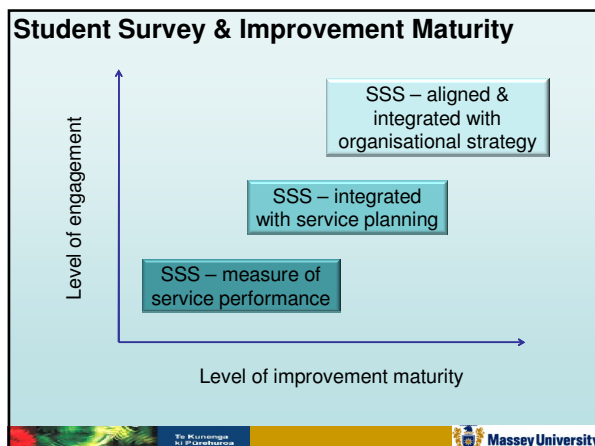 Student Survey & Improvement Maturity
SSS – aligned &
integrated with
organisational strategy
SSS – integrated
with service planning
SSS – measure of
service performance
Level of engagement
Level of improvement maturity
Te Kunenga
ki Pūrehuroa
Massey University